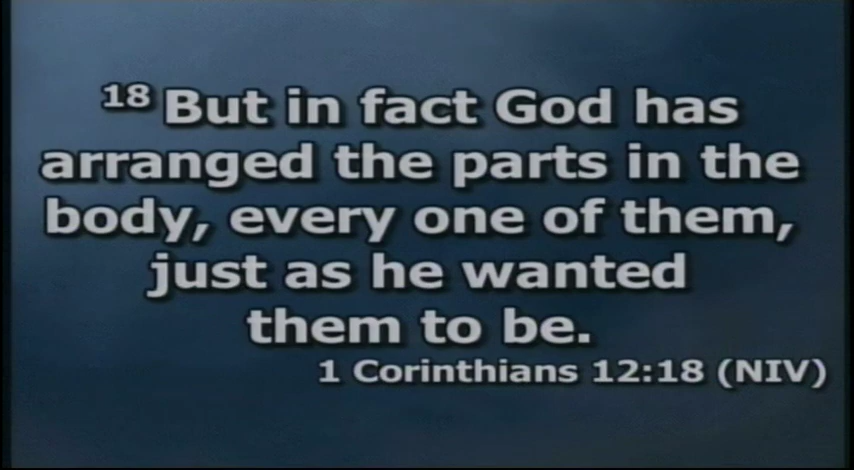 18 But in fact God has
arranged the parts in the
body, every one of them,
just as he wanted
them to be.
1 Corinthians 12:18 (NIV)